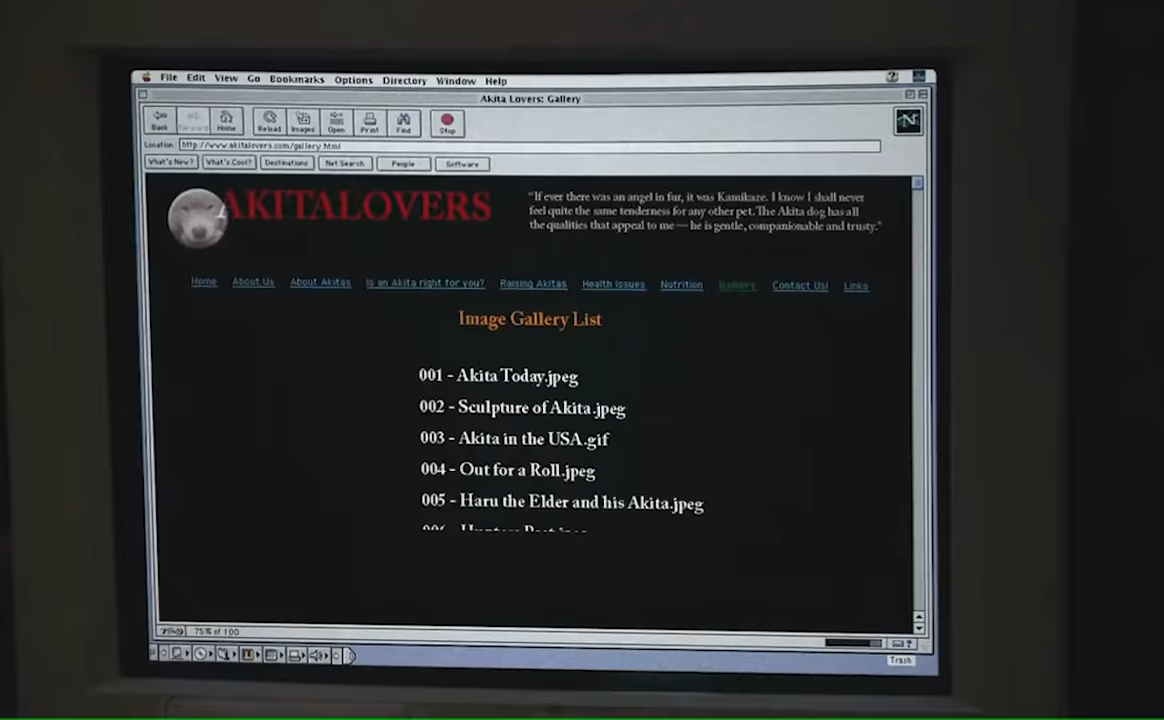 File Edit View Go Bookmarks Options Directory Window Help
Akita Lovers: Gallery
Back Forward Home Reload Images Open Print Find Stop
N
Location: http://www.akitalovers.com/gallery.html
What's New? What's Cool? Destinations Net Search People Software
AKITALOVERS
"If ever there was an angel in fur, it was Kamikaze. I know I shall never
feel quite the same tenderness for any other pet. The Akita dog has all
the qualities that appeal to me — he is gentle, companionable and trusty."
Home About Us About Akitas Is an Akita right for you? Raising Akitas Health Issues Nutrition Gallery Contact Us! Links
Image Gallery List
001 - Akita Today.jpeg
002 - Sculpture of Akita.jpeg
003 - Akita in the USA.gif
004 - Out for a Roll.jpeg
005 - Haru the Elder and his Akita.jpeg
75% of 100
Trash